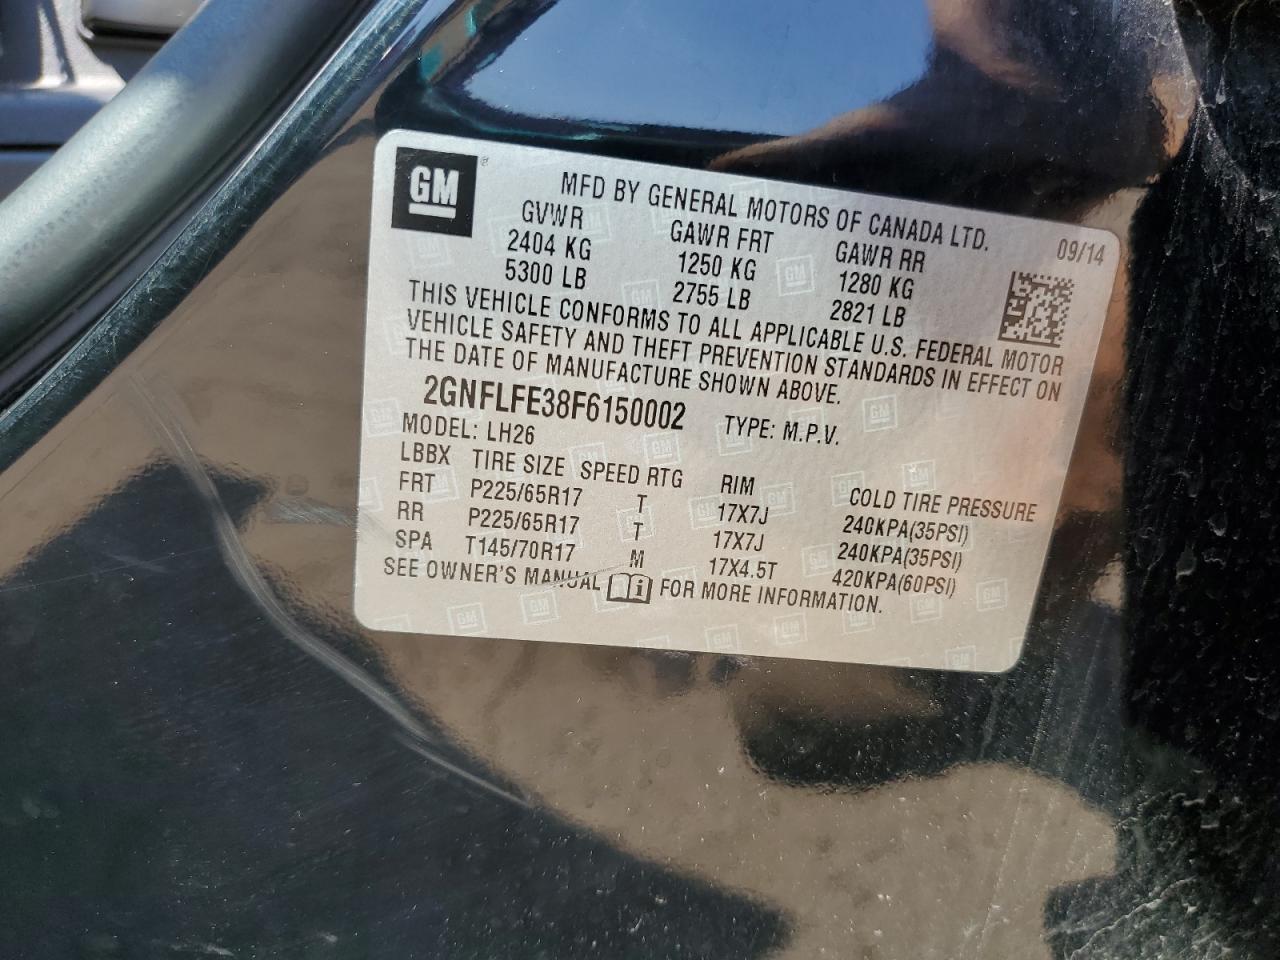 GM ®
MFD BY GENERAL MOTORS OF CANADA LTD.
09/14
GVWR GAWR FRT GAWR RR
2404 KG 1250 KG 1280 KG
5300 LB 2755 LB 2821 LB
THIS VEHICLE CONFORMS TO ALL APPLICABLE U.S. FEDERAL MOTOR
VEHICLE SAFETY AND THEFT PREVENTION STANDARDS IN EFFECT ON
THE DATE OF MANUFACTURE SHOWN ABOVE.
2GNFLFE38F6150002 TYPE: M.P.V.
MODEL: LH26
LBBX TIRE SIZE SPEED RTG RIM COLD TIRE PRESSURE
FRT P225/65R17 T 17X7J 240KPA(35PSI)
RR P225/65R17 T 17X7J 240KPA(35PSI)
SPA T145/70R17 M 17X4.5T 420KPA(60PSI)
SEE OWNER'S MANUAL FOR MORE INFORMATION.